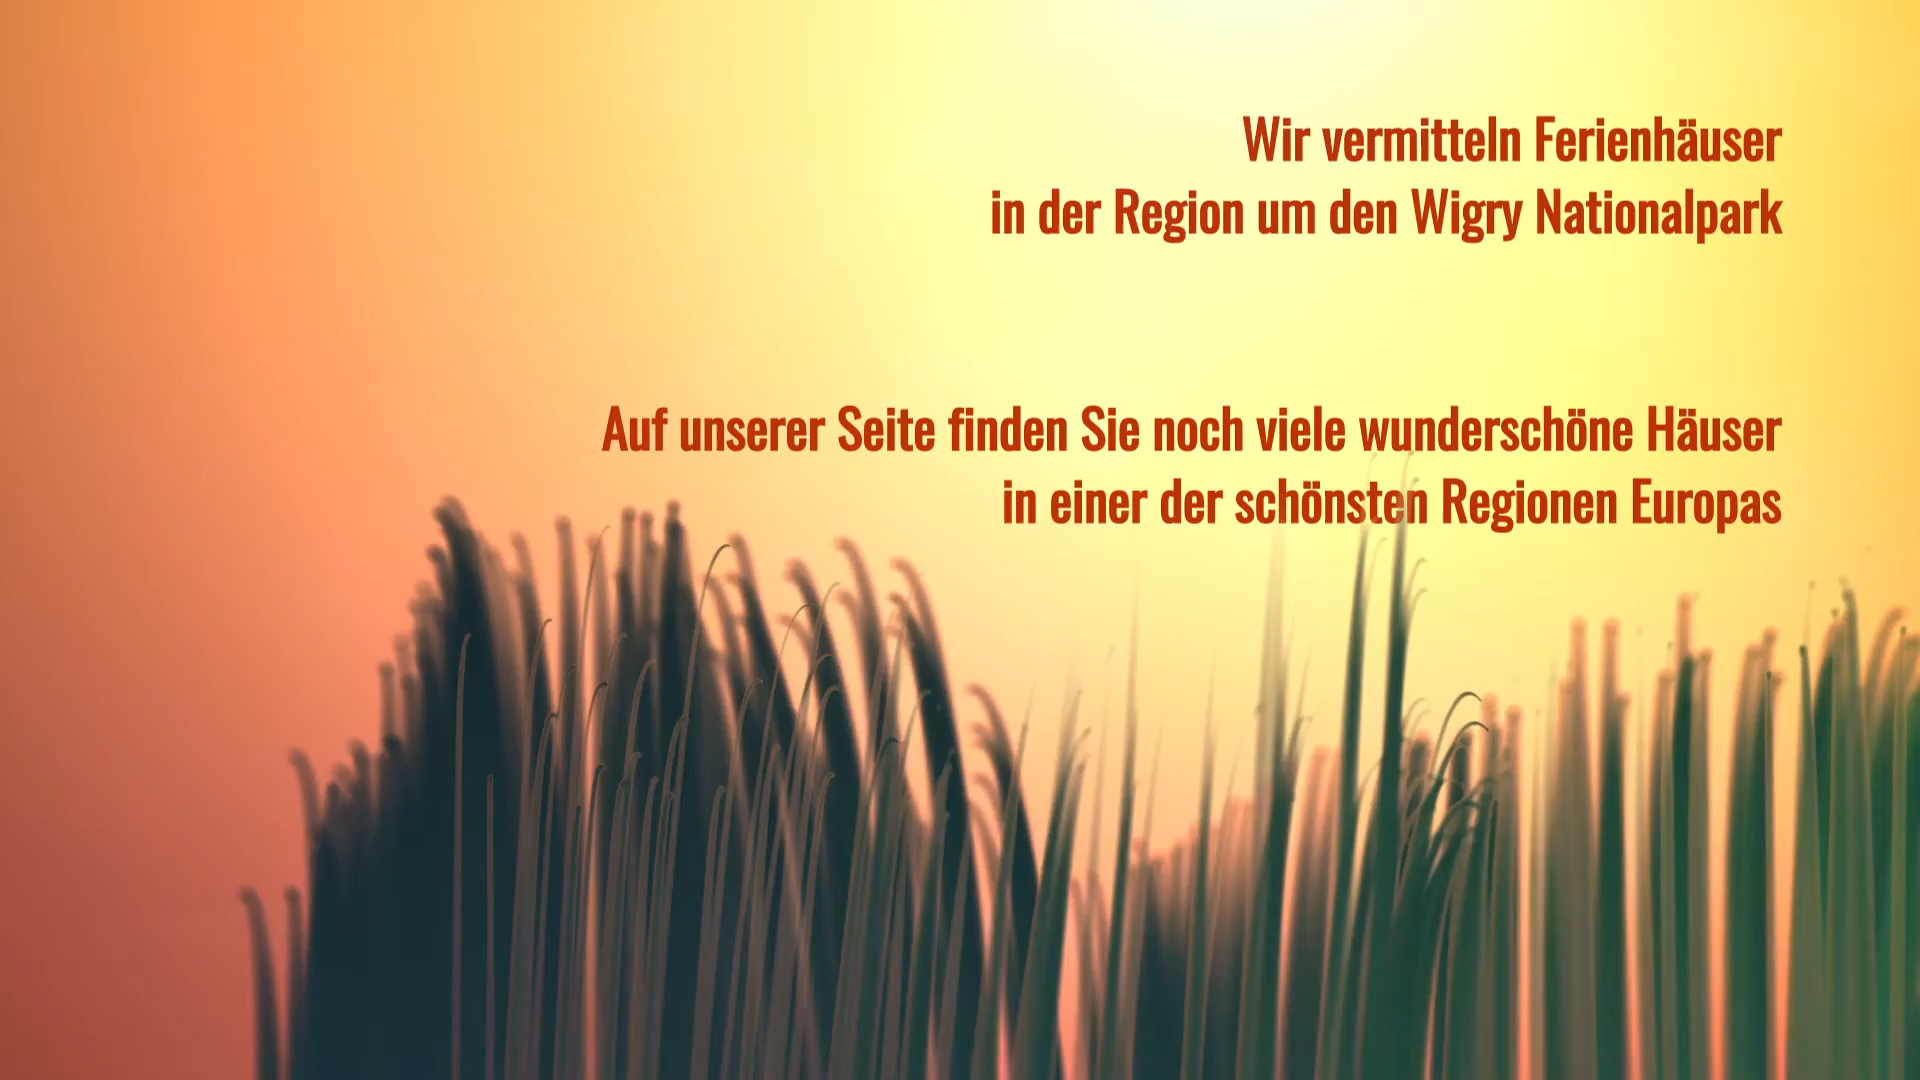 Wir vermitteln Ferienhäuser
in der Region um den Wigry Nationalpark
Auf unserer Seite finden Sie noch viele wunderschöne Häuser
in einer der schönsten Regionen Europas